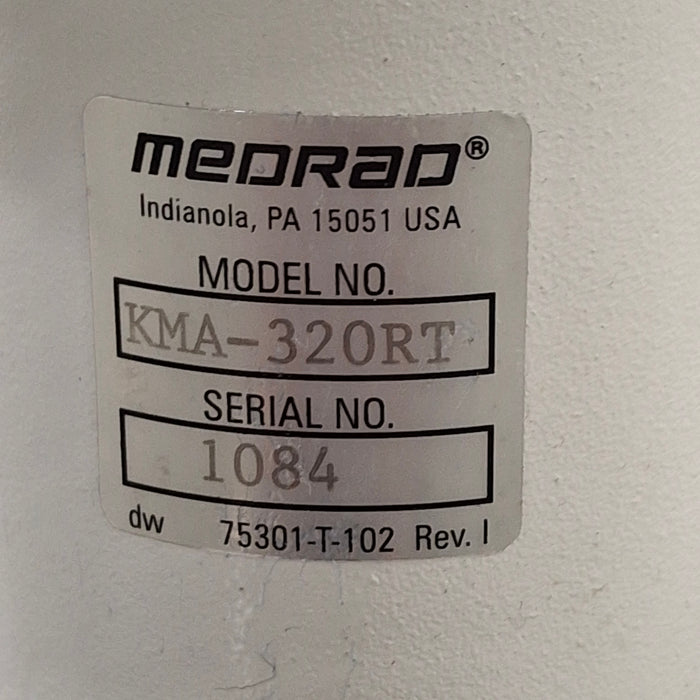 MEDRAD®
Indianola, PA 15051 USA
MODEL NO.
KMA-320RT
SERIAL NO.
1084
dw 75301-T-102 Rev. I